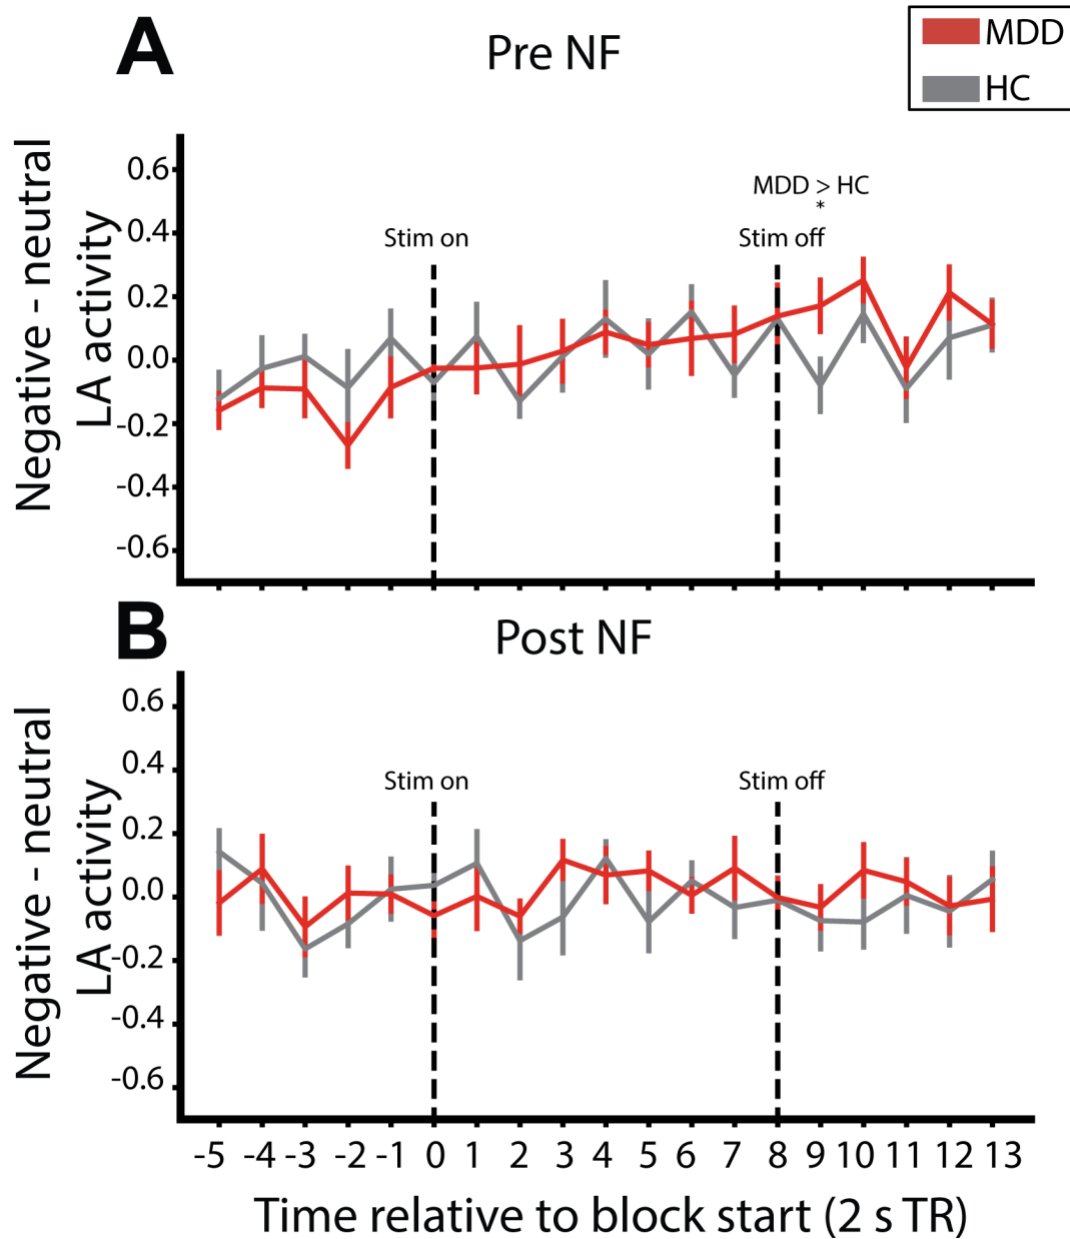 A
Pre NF
MDD
HC
Negative - neutral
LA activity
0.6
0.4
0.2
0.0
-0.2
-0.4
-0.6
Stim on
Stim off
MDD > HC
*
B
Post NF
Negative - neutral
LA activity
0.6
0.4
0.2
0.0
-0.2
-0.4
-0.6
Stim on
Stim off
-5 -4 -3 -2 -1 0 1 2 3 4 5 6 7 8 9 10 11 12 13
Time relative to block start (2 s TR)